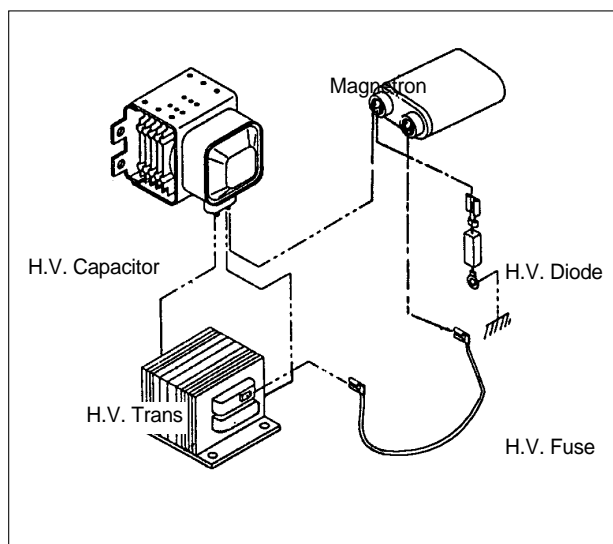 Magnetron
H.V. Capacitor
H.V. Diode
H.V. Trans
H.V. Fuse